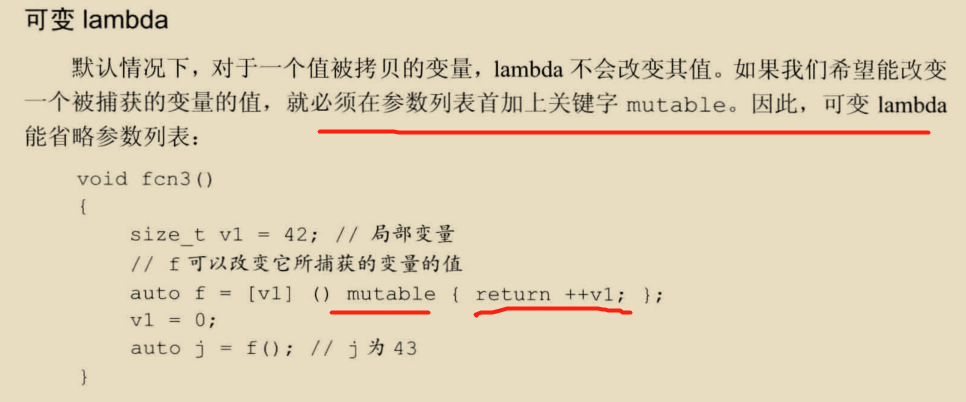 可变 lambda
默认情况下，对于一个值被拷贝的变量，lambda 不会改变其值。如果我们希望能改变
一个被捕获的变量的值，就必须在参数列表首加上关键字 mutable。因此，可变 lambda
能省略参数列表：
void fcn3()
{
size_t v1 = 42; // 局部变量
// f 可以改变它所捕获的变量的值
auto f = [v1] () mutable { return ++v1; };
v1 = 0;
auto j = f(); // j 为 43
}